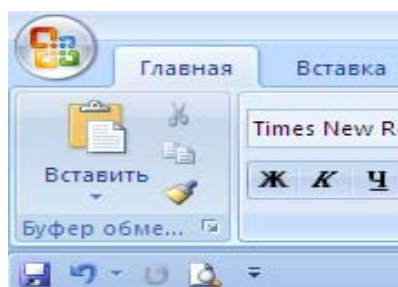 Главная Вставка
Times New R
Вставить
Ж К Ч
Буфер обме...